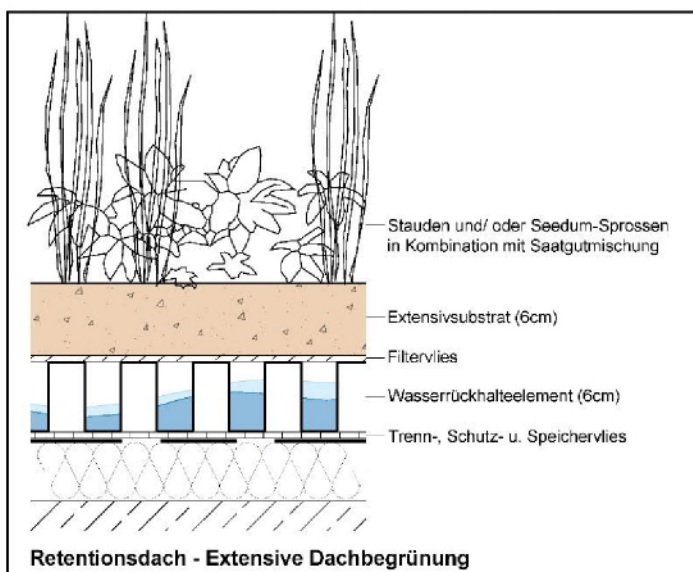 Stauden und/ oder Seedum-Sprossen
in Kombination mit Saatgutmischung
Extensivsubstrat (6cm)
Filtervlies
Wasserrückhalteelement (6cm)
Trenn-, Schutz- u. Speichervlies
Retentionsdach - Extensive Dachbegrünung